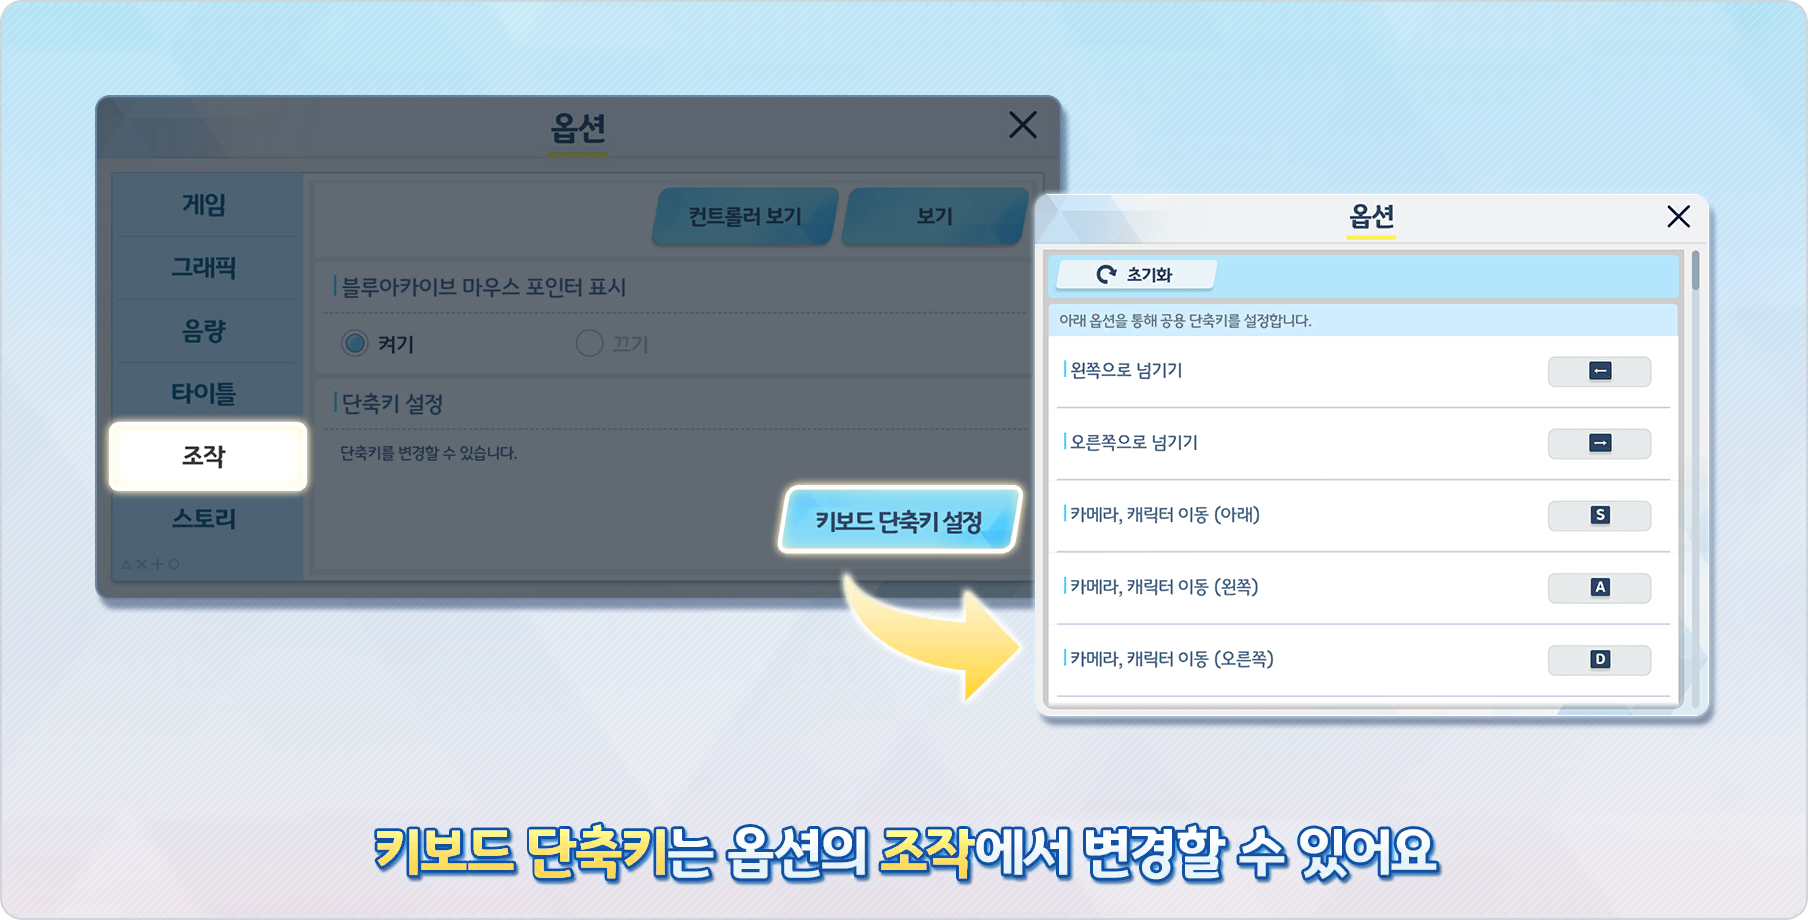 옵션
게임
그래픽
음량
타이틀
조작
스토리
컨트롤러 보기
보기
블루아카이브 마우스 포인터 표시
켜기
끄기
단축키 설정
단축키를 변경할 수 있습니다.
키보드 단축키 설정
옵션
초기화
아래 옵션을 통해 공용 단축키를 설정합니다.
왼쪽으로 넘기기
←
오른쪽으로 넘기기
→
카메라, 캐릭터 이동 (아래)
S
카메라, 캐릭터 이동 (왼쪽)
A
카메라, 캐릭터 이동 (오른쪽)
D
키보드 단축키는 옵션의 조작에서 변경할 수 있어요